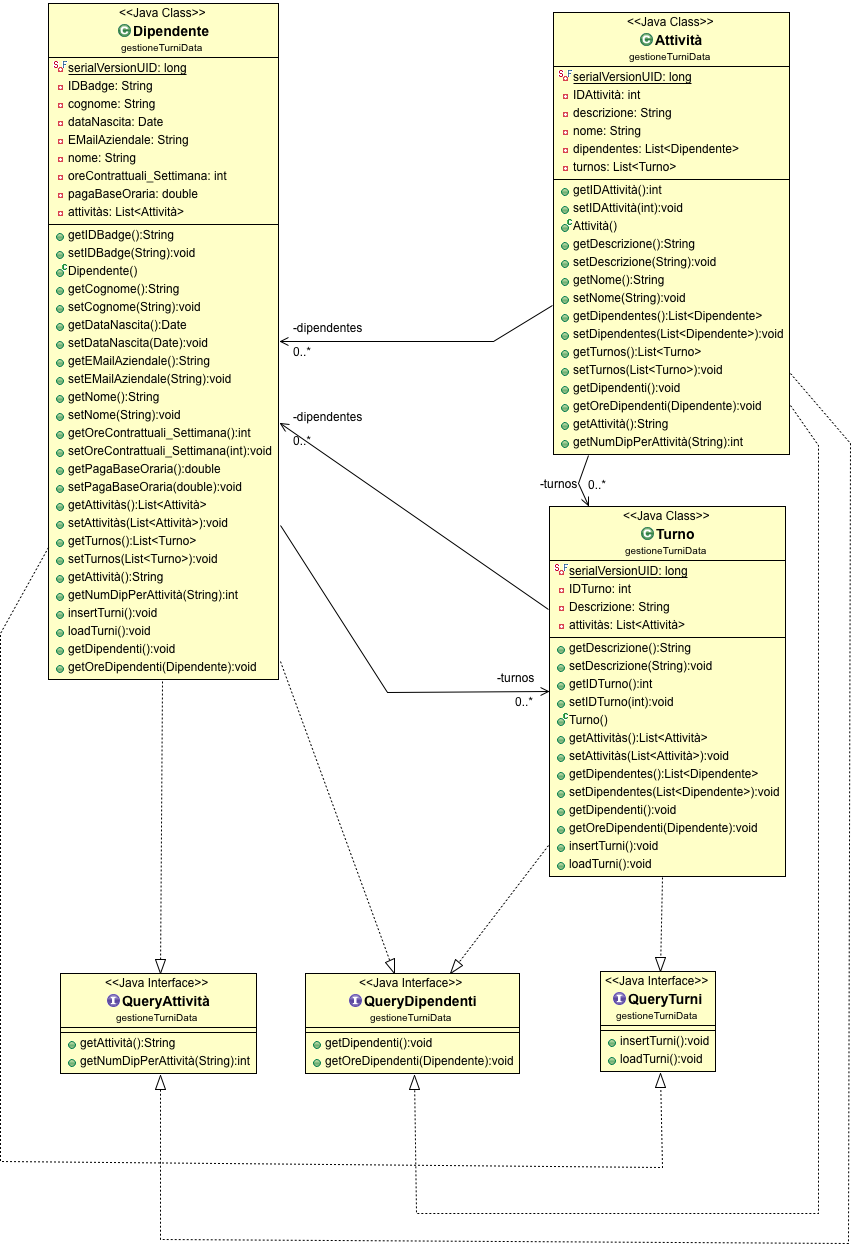 <<Java Class>>
Dipendente
gestioneTurniData
serialVersionUID: long
IDBadge: String
cognome: String
dataNascita: Date
EMailAziendale: String
nome: String
oreContrattuali_Settimana: int
pagaBaseOraria: double
attivitàs: List<Attività>
getIDBadge():String
setIDBadge(String):void
Dipendente()
getCognome():String
setCognome(String):void
getDataNascita():Date
setDataNascita(Date):void
getEMailAziendale():String
setEMailAziendale(String):void
getNome():String
setNome(String):void
getOreContrattuali_Settimana():int
setOreContrattuali_Settimana(int):void
getPagaBaseOraria():double
setPagaBaseOraria(double):void
getAttivitàs():List<Attività>
setAttivitàs(List<Attività>):void
getTurnos():List<Turno>
setTurnos(List<Turno>):void
getAttività():String
getNumDipPerAttività(String):int
insertTurni():void
loadTurni():void
getDipendenti():void
getOreDipendenti(Dipendente):void
<<Java Class>>
Attività
gestioneTurniData
serialVersionUID: long
IDAttività: int
descrizione: String
nome: String
dipendentes: List<Dipendente>
turnos: List<Turno>
getIDAttività():int
setIDAttività(int):void
Attività()
getDescrizione():String
setDescrizione(String):void
getNome():String
setNome(String):void
getDipendentes():List<Dipendente>
setDipendentes(List<Dipendente>):void
getTurnos():List<Turno>
setTurnos(List<Turno>):void
getDipendenti():void
getOreDipendenti(Dipendente):void
getAttività():String
getNumDipPerAttività(String):int
-dipendentes
0..*
-dipendentes
0..*
-turnos
0..*
-turnos
0..*
<<Java Class>>
Turno
gestioneTurniData
serialVersionUID: long
IDTurno: int
Descrizione: String
attivitàs: List<Attività>
getDescrizione():String
setDescrizione(String):void
getIDTurno():int
setIDTurno(int):void
Turno()
getAttivitàs():List<Attività>
setAttivitàs(List<Attività>):void
getDipendentes():List<Dipendente>
setDipendentes(List<Dipendente>):void
getDipendenti():void
getOreDipendenti(Dipendente):void
insertTurni():void
loadTurni():void
<<Java Interface>>
QueryAttività
gestioneTurniData
getAttività():String
getNumDipPerAttività(String):int
<<Java Interface>>
QueryDipendenti
gestioneTurniData
getDipendenti():void
getOreDipendenti(Dipendente):void
<<Java Interface>>
QueryTurni
gestioneTurniData
insertTurni():void
loadTurni():void